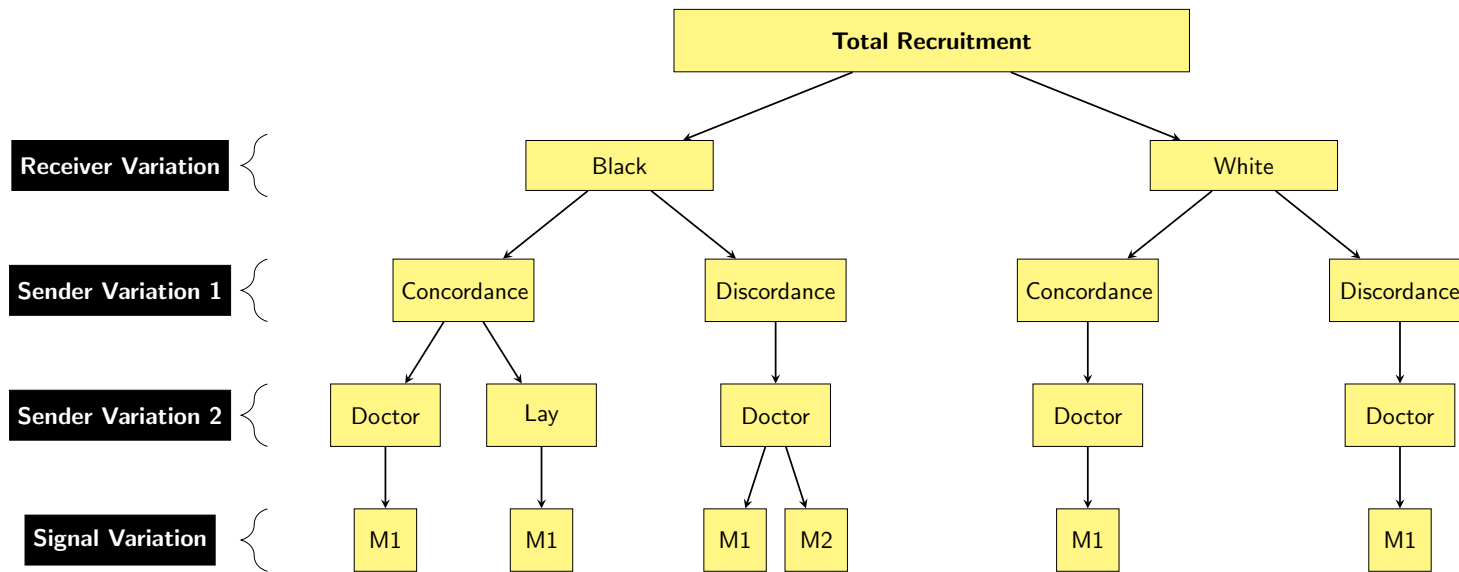 Total Recruitment
Receiver Variation
Black
White
Sender Variation 1
Concordance
Discordance
Concordance
Discordance
Sender Variation 2
Doctor
Lay
Doctor
Doctor
Doctor
Signal Variation
M1
M1
M1
M2
M1
M1